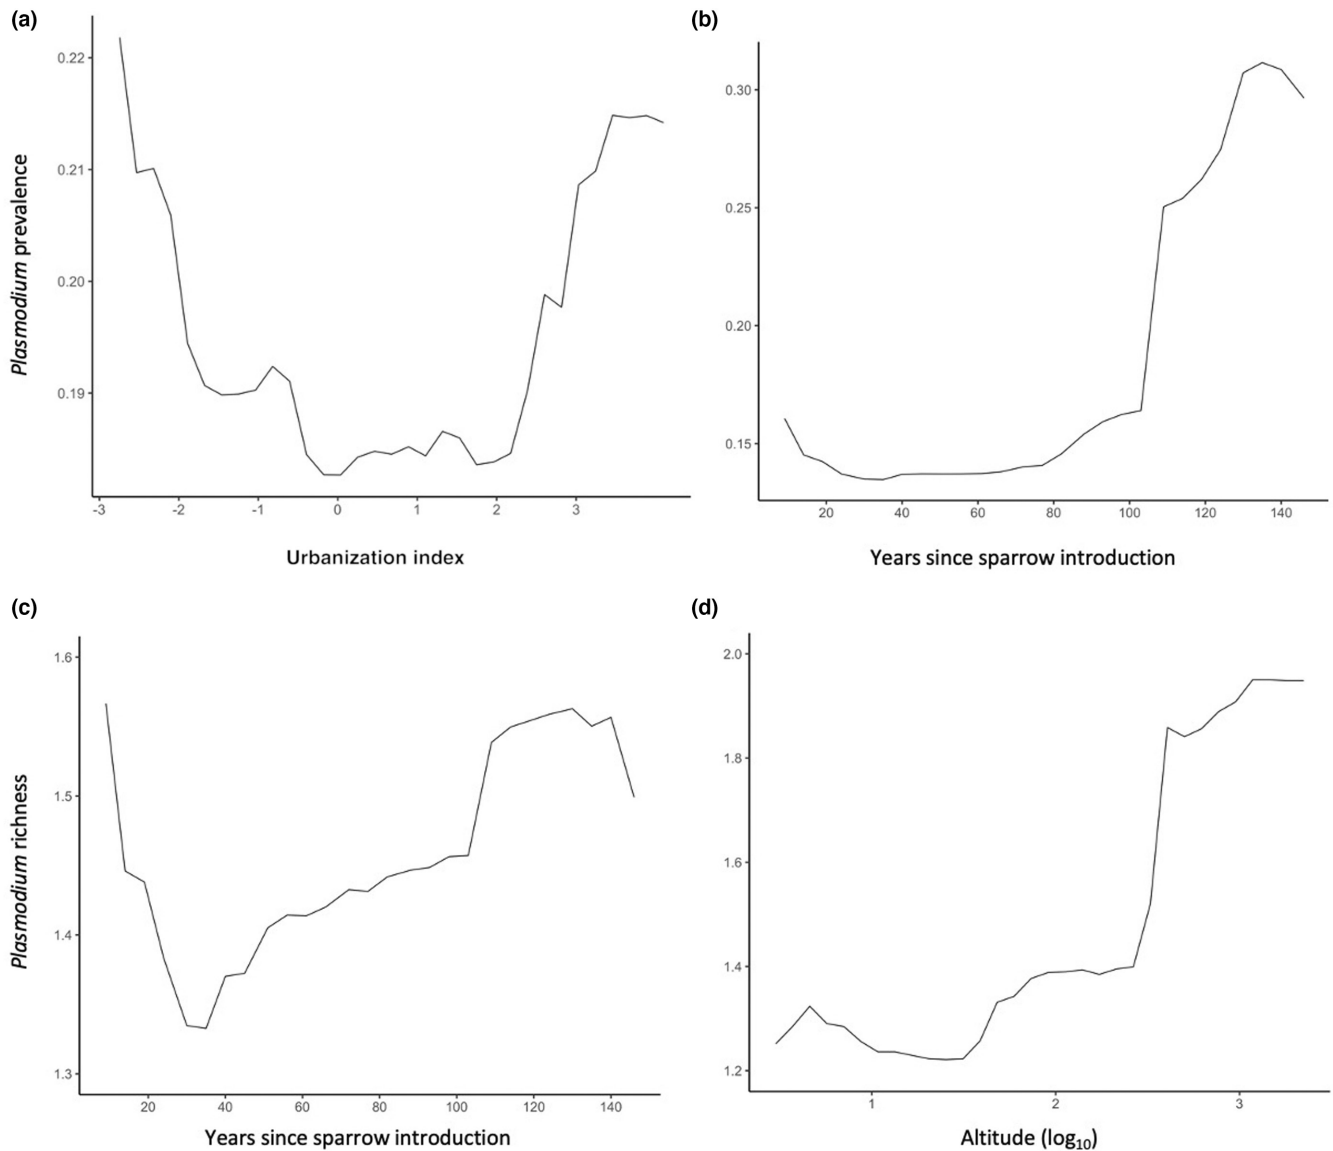 (a)
0.22
0.21
0.20
0.19
Plasmodium prevalence
-3 -2 -1 0 1 2 3
Urbanization index
(b)
0.30
0.25
0.20
0.15
20 40 60 80 100 120 140
Years since sparrow introduction
(c)
1.6
1.5
1.4
1.3
Plasmodium richness
20 40 60 80 100 120 140
Years since sparrow introduction
(d)
2.0
1.8
1.6
1.4
1.2
1 2 3
Altitude (log₁₀)